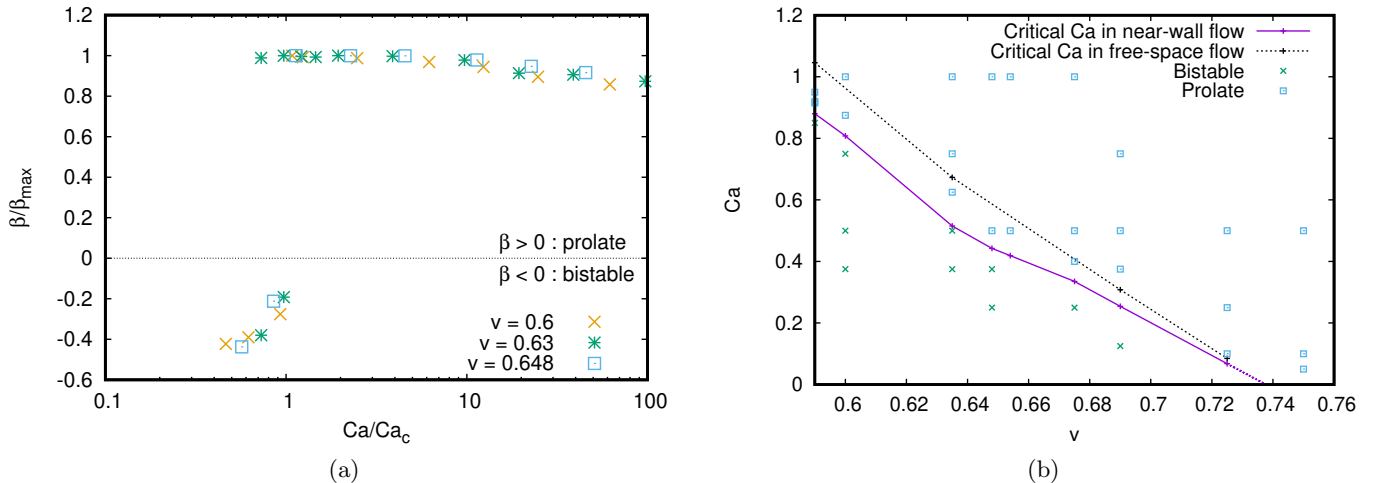 1.2
1
0.8
0.6
0.4
0.2
0
-0.2
-0.4
-0.6
0.1
1
10
100
β/βmax
Ca/Cac
β > 0 : prolate
β < 0 : bistable
v = 0.6
v = 0.63
v = 0.648
(a)
1.2
1
0.8
0.6
0.4
0.2
0
0.6
0.62
0.64
0.66
0.68
0.7
0.72
0.74
0.76
Ca
v
Critical Ca in near-wall flow
Critical Ca in free-space flow
Bistable
Prolate
(b)